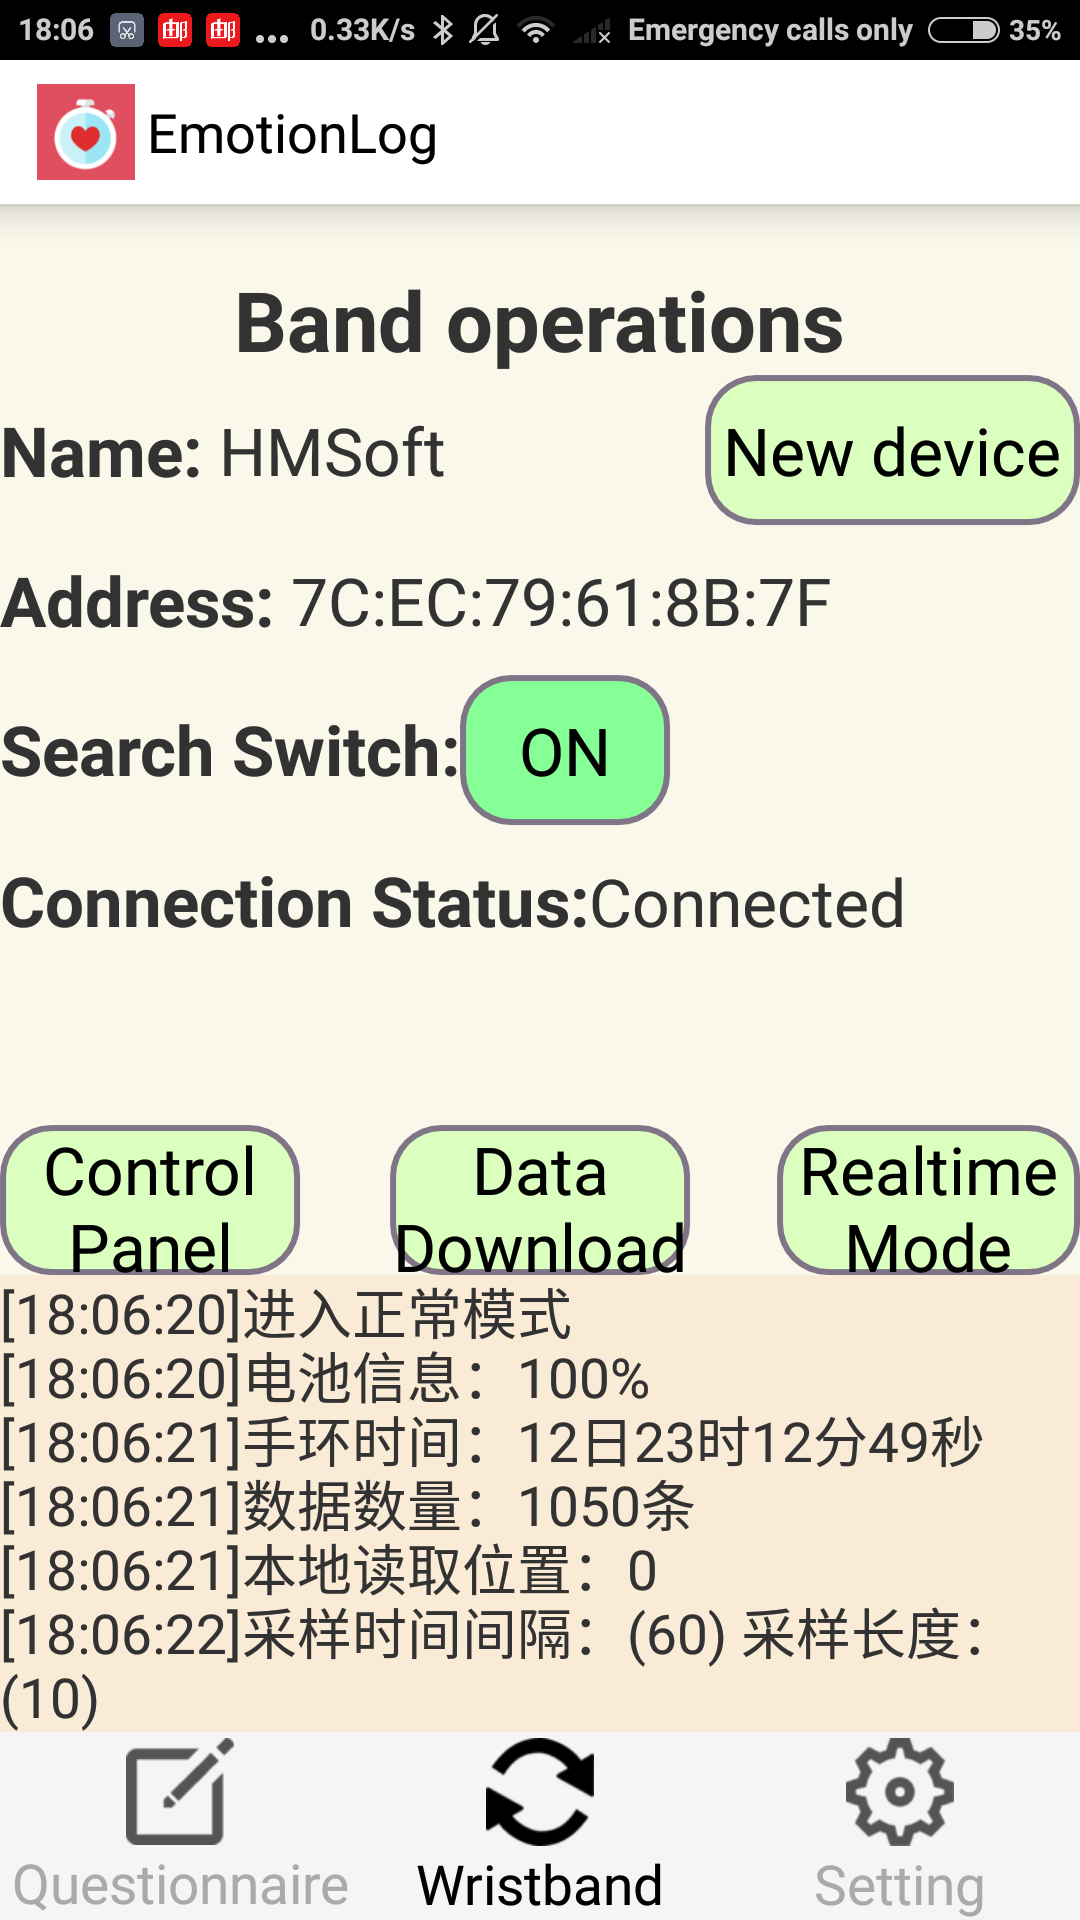 18:06 邮 邮 ... 0.33K/s Emergency calls only 35%
EmotionLog
Band operations
Name: HMSoft New device
Address: 7C:EC:79:61:8B:7F
Search Switch: ON
Connection Status:Connected
Control Panel
Data Download
Realtime Mode
[18:06:20]进入正常模式
[18:06:20]电池信息：100%
[18:06:21]手环时间：12日23时12分49秒
[18:06:21]数据数量：1050条
[18:06:21]本地读取位置：0
[18:06:22]采样时间间隔：(60) 采样长度：
(10)
Questionnaire Wristband Setting